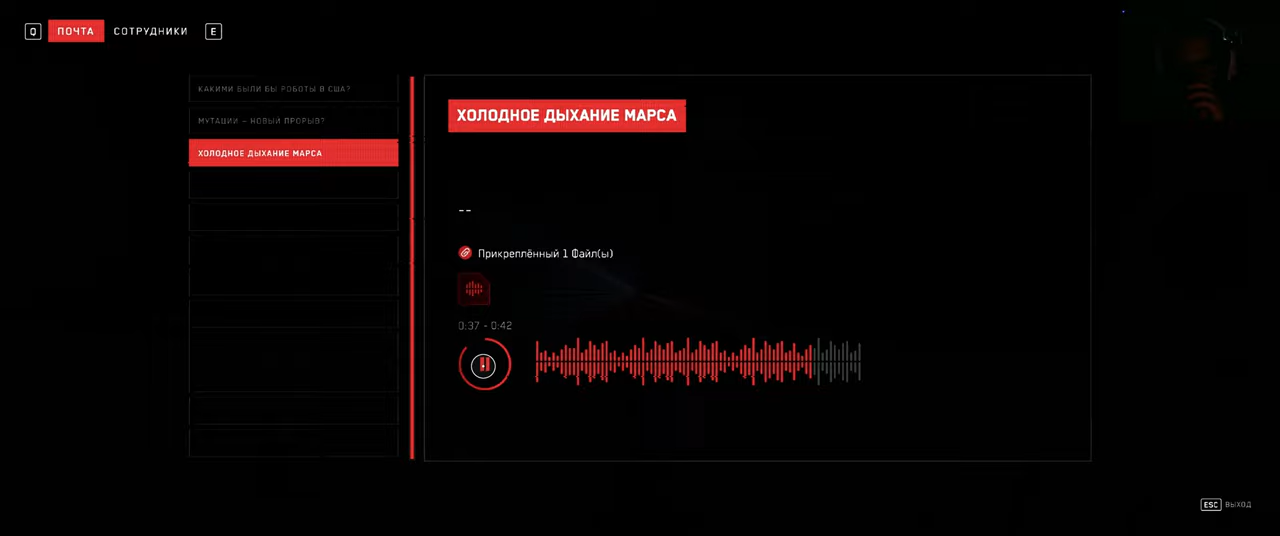 Q ПОЧТА СОТРУДНИКИ E
КАКИМИ БЫЛИ БЫ РОБОТЫ В США?
МУТАЦИИ – НОВЫЙ ПРОРЫВ?
ХОЛОДНОЕ ДЫХАНИЕ МАРСА
ХОЛОДНОЕ ДЫХАНИЕ МАРСА
--
Прикреплённый 1 Файл(ы)
0:37 - 0:42
ESC ВЫХОД